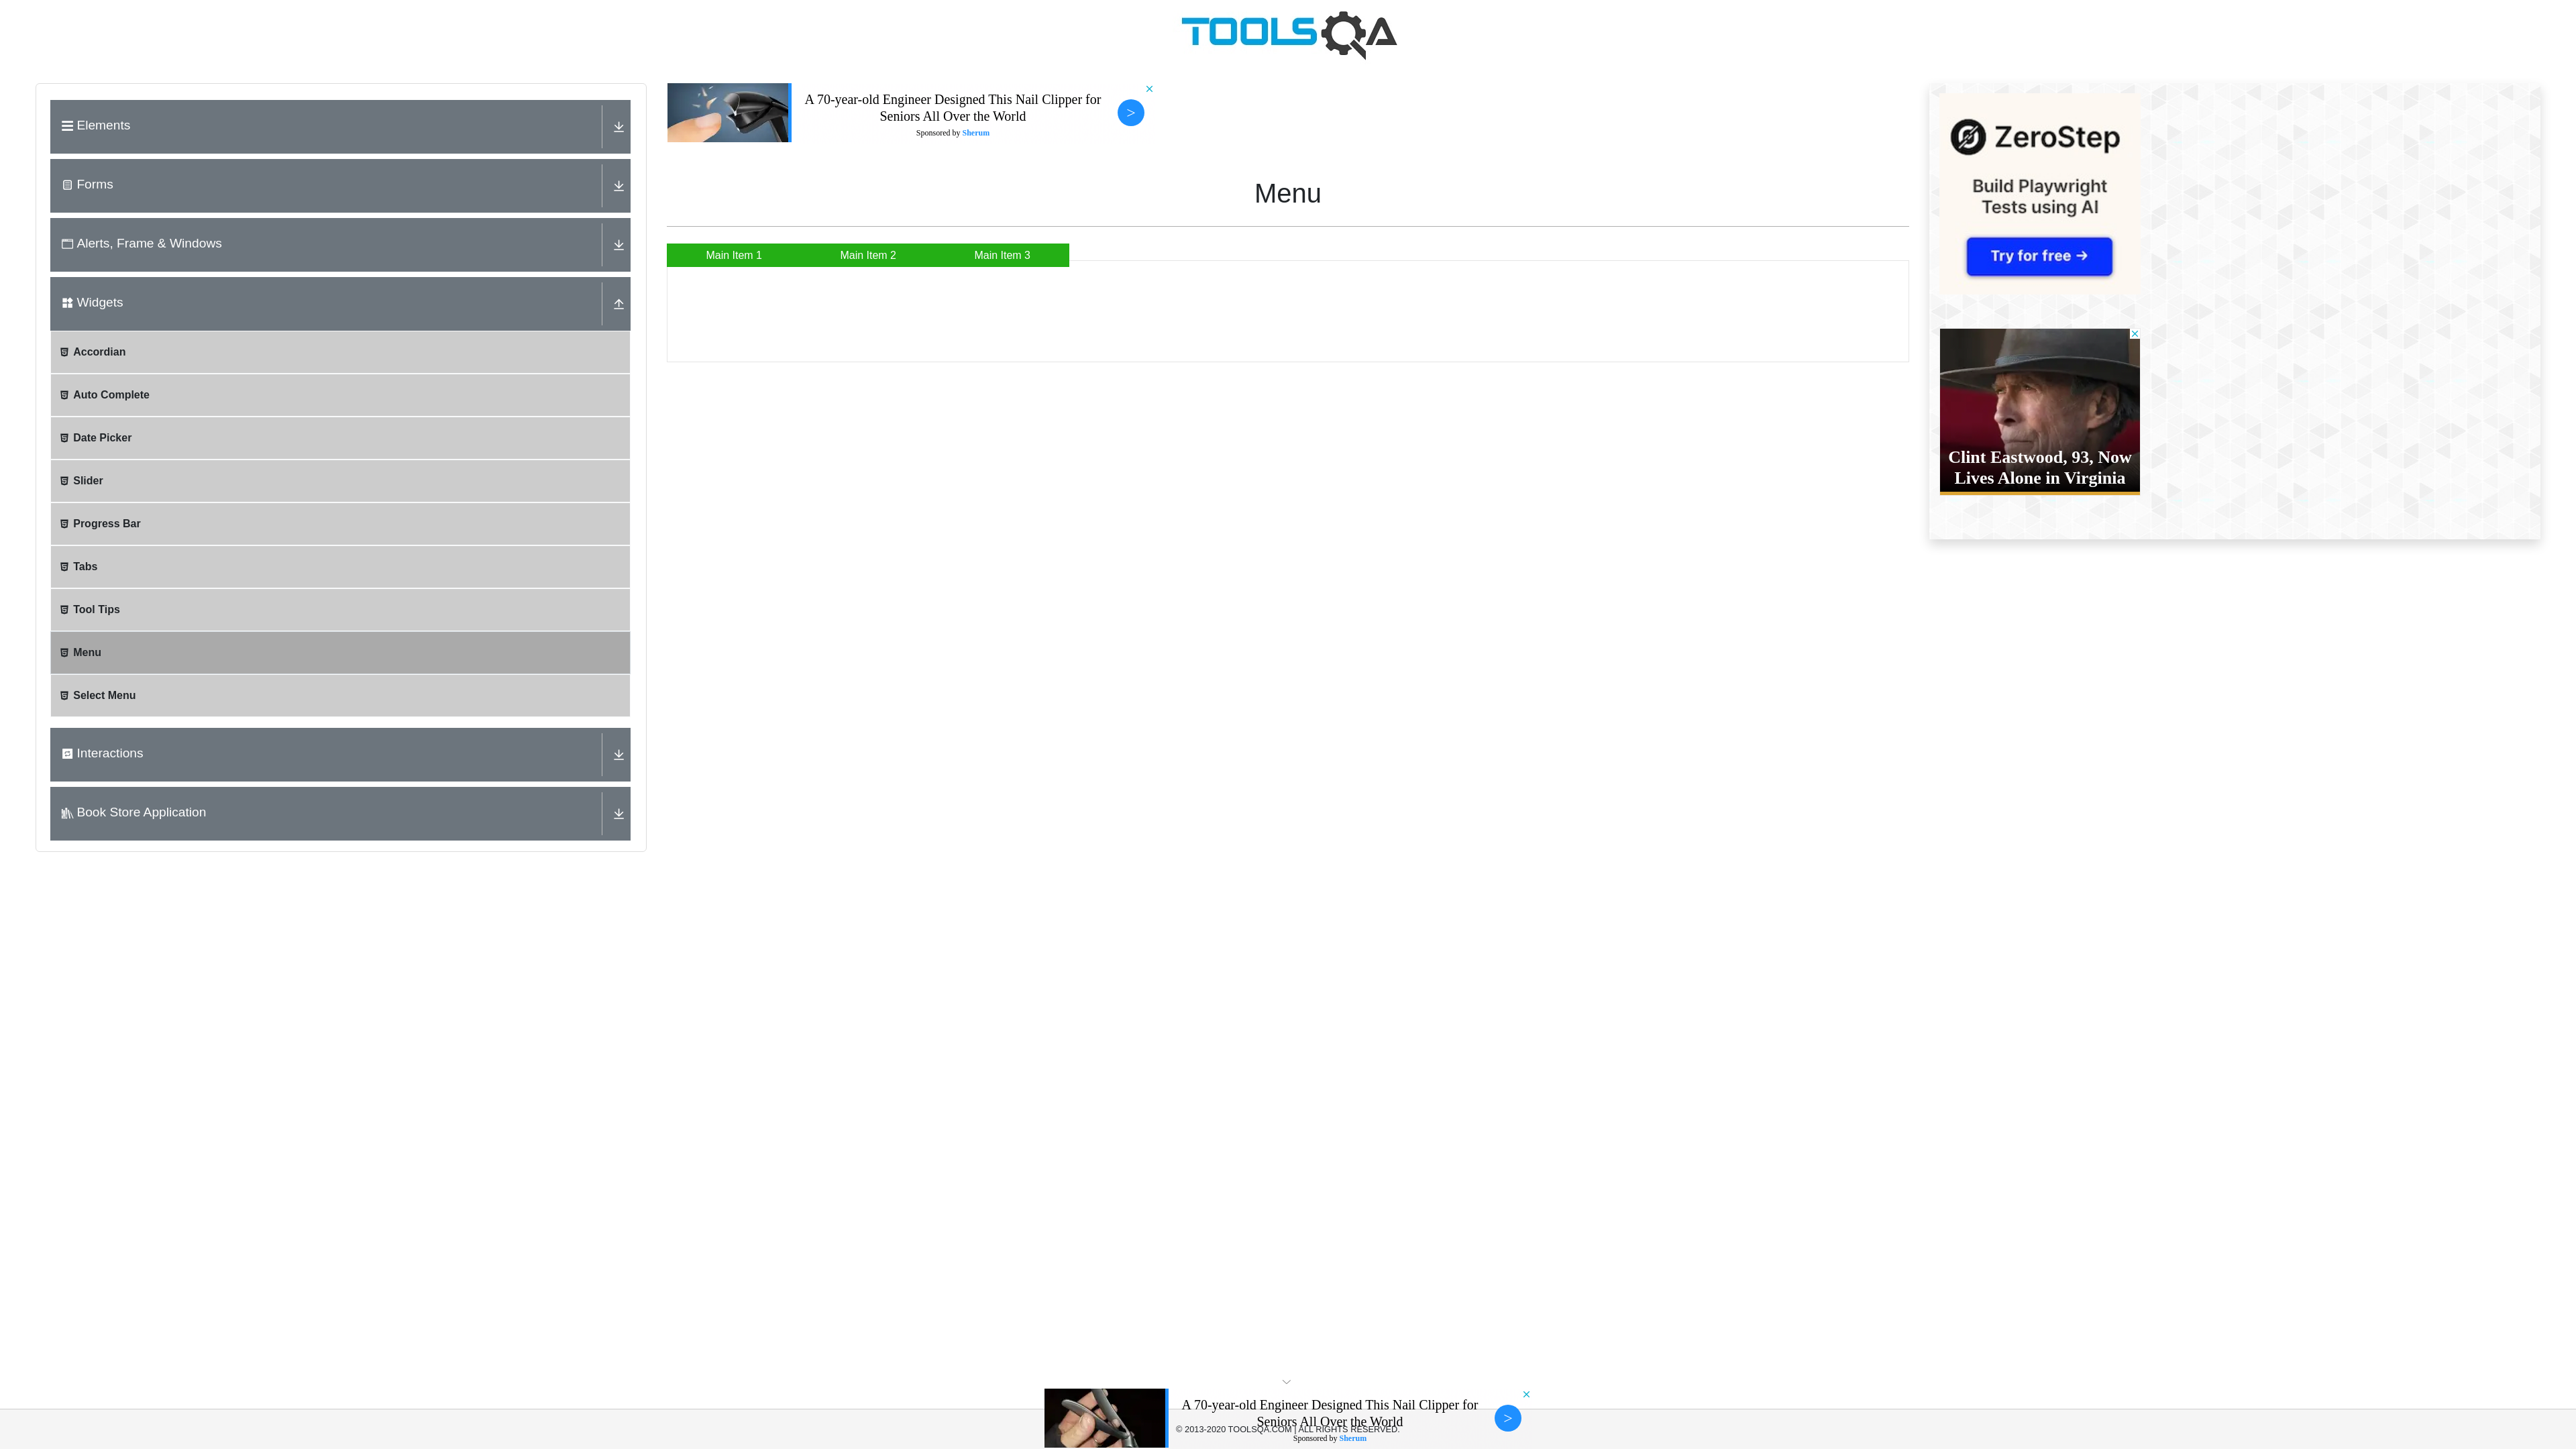 TOOLSQA
Elements
Forms
Alerts, Frame & Windows
Widgets
Accordian
Auto Complete
Date Picker
Slider
Progress Bar
Tabs
Tool Tips
Menu
Select Menu
Interactions
Book Store Application
A 70-year-old Engineer Designed This Nail Clipper for
Seniors All Over the World
Sponsored by Sherum
>
Menu
Main Item 1
Main Item 2
Main Item 3
ZeroStep
Build Playwright
Tests using AI
Try for free →
Clint Eastwood, 93, Now
Lives Alone in Virginia
A 70-year-old Engineer Designed This Nail Clipper for
Seniors All Over the World
© 2013-2020 TOOLSQA.COM | ALL RIGHTS RESERVED.
Sponsored by Sherum
>